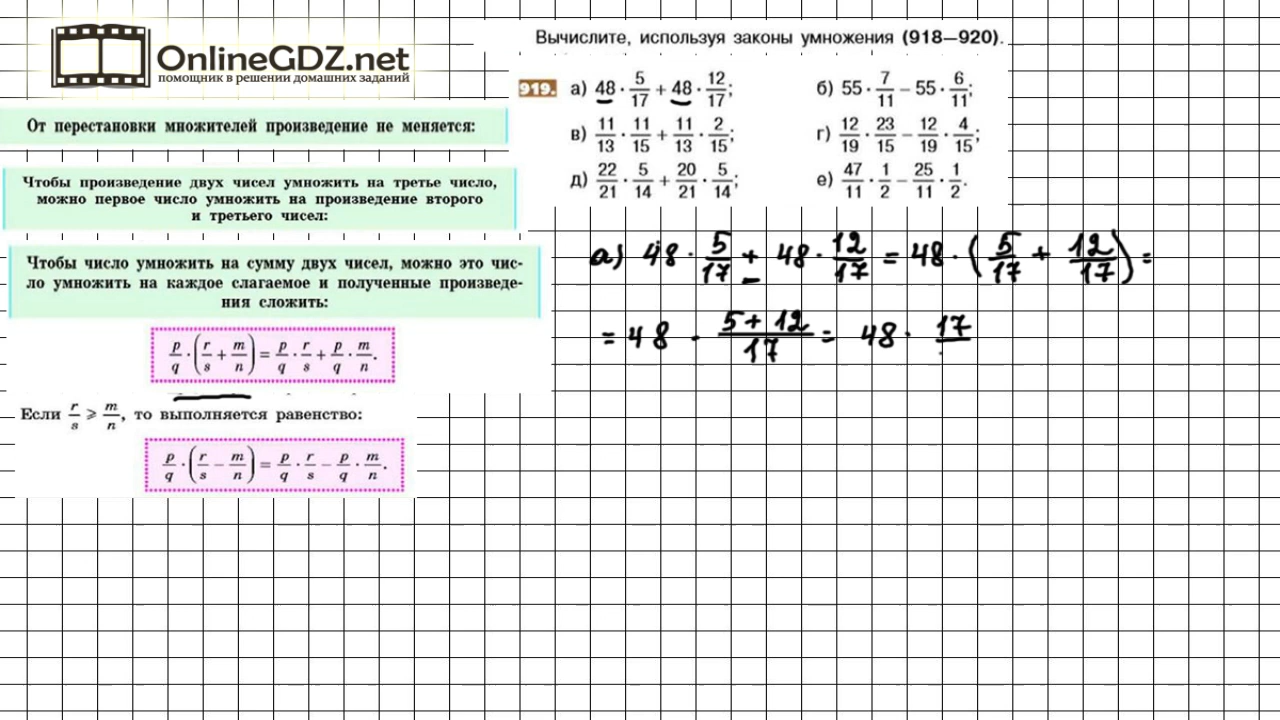 OnlineGDZ.net
помощник в решении домашних заданий
От перестановки множителей произведение не меняется:
Чтобы произведение двух чисел умножить на третье число,
можно первое число умножить на произведение второго
и третьего чисел:
Чтобы число умножить на сумму двух чисел, можно это чис-
ло умножить на каждое слагаемое и полученные произведе-
ния сложить:
p/q · (r/s + m/n) = p/q · r/s + p/q · m/n.
Если r/s ⩾ m/n, то выполняется равенство:
p/q · (r/s − m/n) = p/q · r/s − p/q · m/n.
Вычислите, используя законы умножения (918—920).
919. а) 48 · 5/17 + 48 · 12/17; б) 55 · 7/11 − 55 · 6/11;
в) 11/13 · 11/15 + 11/13 · 2/15; г) 12/19 · 23/15 − 12/19 · 4/15;
д) 22/21 · 5/14 + 20/21 · 5/14; е) 47/11 · 1/2 − 25/11 · 1/2.
а) 48 · 5/17 + 48 · 12/17 = 48 · (5/17 + 12/17) =
= 48 · (5 + 12)/17 = 48 · 17/